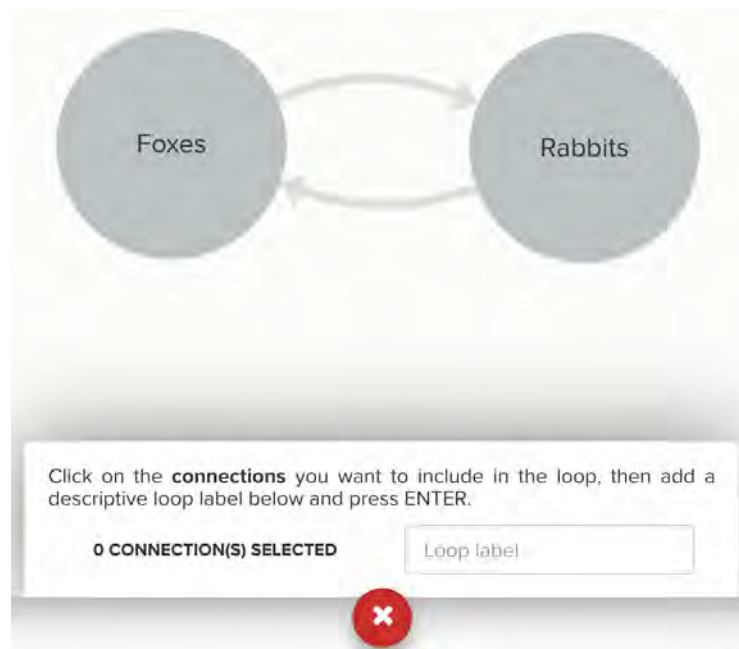 Foxes
Rabbits
Click on the connections you want to include in the loop, then add a
descriptive loop label below and press ENTER.
0 CONNECTION(S) SELECTED
Loop label